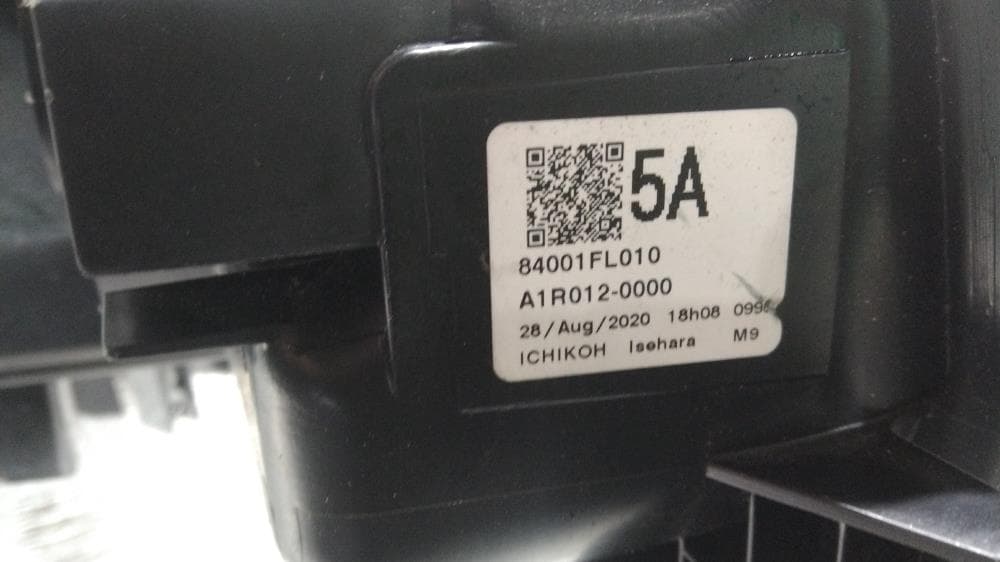 5A
84001FL010
A1R012-0000
28/Aug/2020 18h08
ICHIKOH Isehara M9